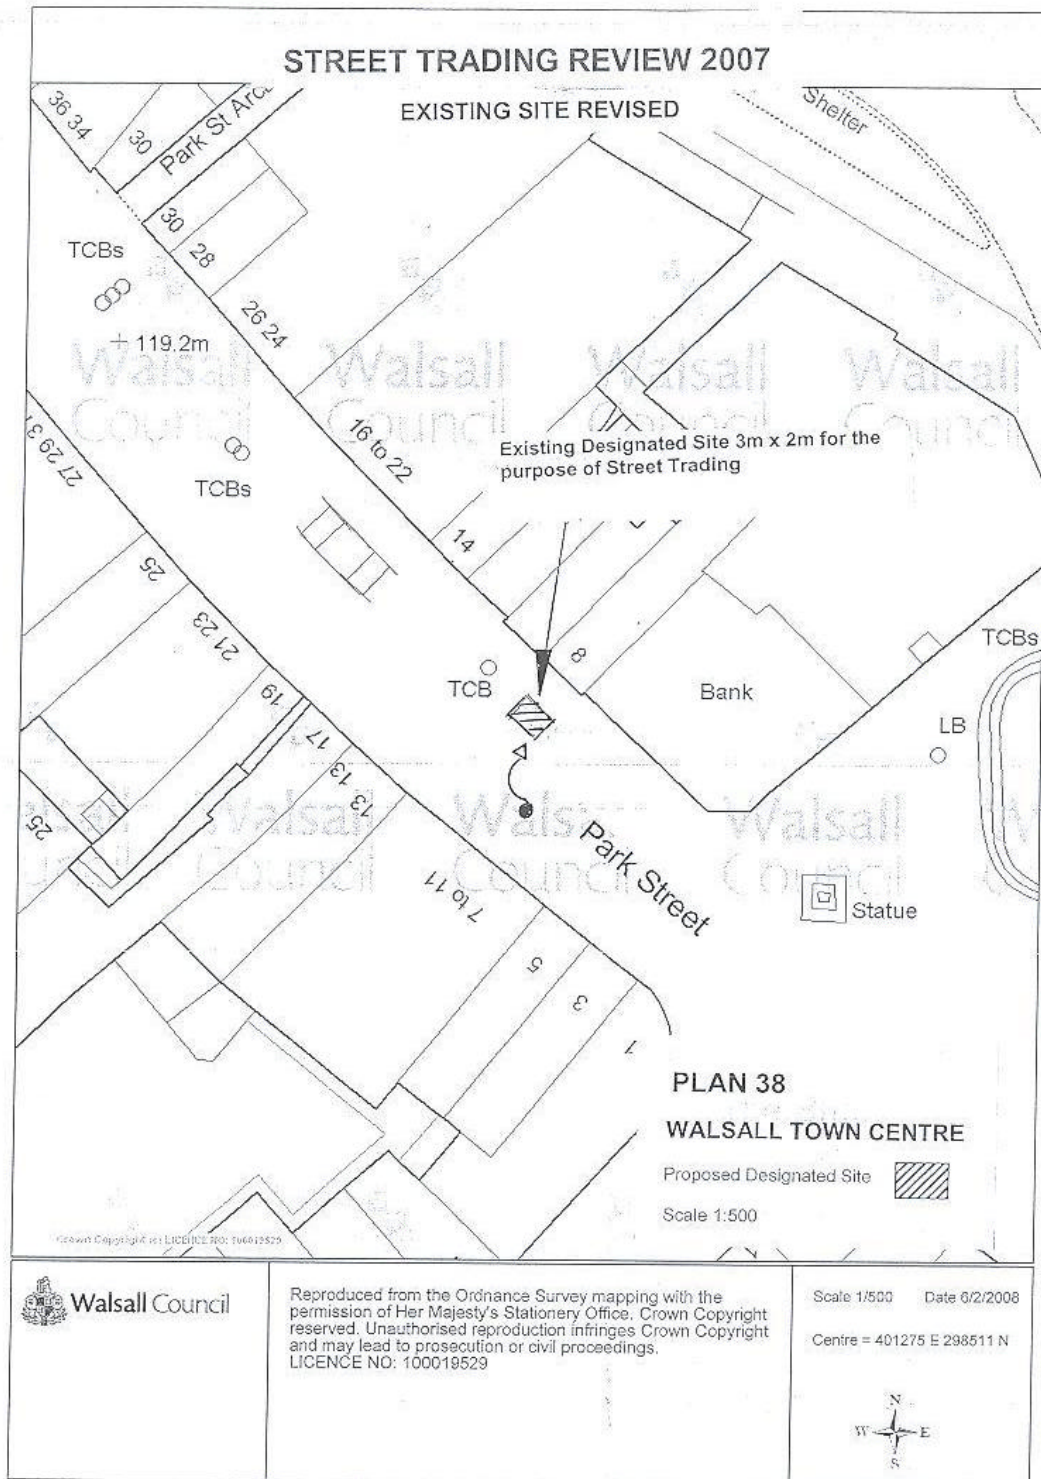 STREET TRADING REVIEW 2007
EXISTING SITE REVISED
36 34
30
Park St Arc
Shelter
30
28
TCBs
26 24
119.2m
Walsall Council
Walsall Council
Walsall Council
Walsall Council
16 to 22
27 29 31
TCBs
Existing Designated Site 3m x 2m for the
purpose of Street Trading
14
25
21 23
8
TCBs
19
TCB
Bank
LB
17
13
13
25
Walsall Council
Walsall Council
Walsall Council
Park Street
7 to 11
Statue
5
3
1
PLAN 38
WALSALL TOWN CENTRE
Proposed Designated Site
Scale 1:500
Crown Copyright (c) LICENCE NO: 100019529
Walsall Council
Reproduced from the Ordnance Survey mapping with the
permission of Her Majesty's Stationery Office. Crown Copyright
reserved. Unauthorised reproduction infringes Crown Copyright
and may lead to prosecution or civil proceedings.
LICENCE NO: 100019529
Scale 1/500 Date 6/2/2008
Centre = 401275 E 298511 N
N
W E
S